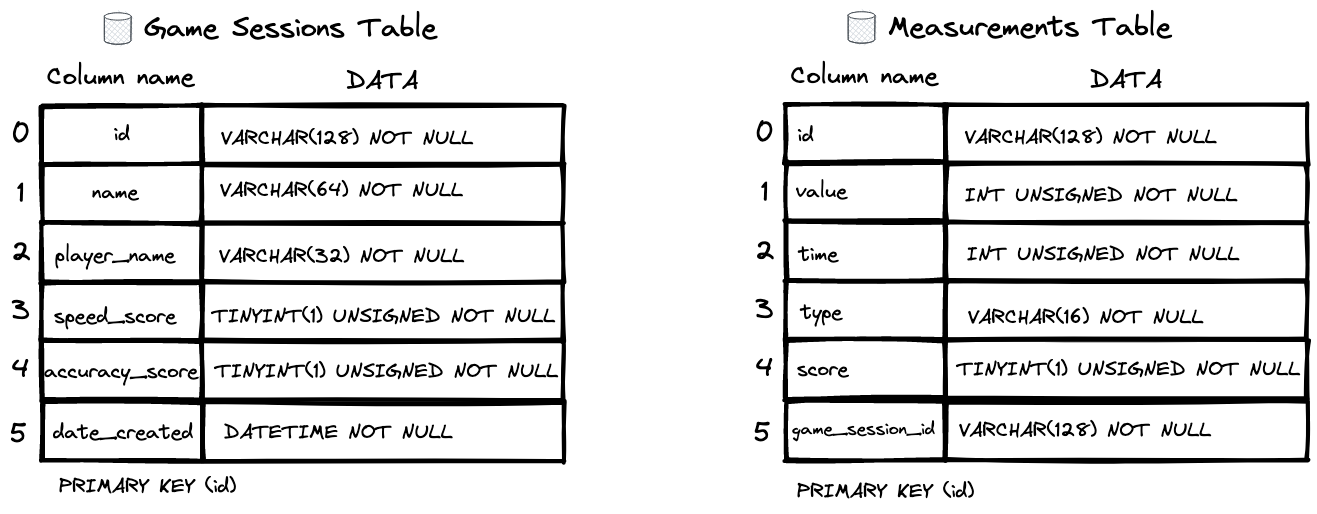 Game Sessions Table
Column name DATA
0 id VARCHAR(128) NOT NULL
1 name VARCHAR(64) NOT NULL
2 player_name VARCHAR(32) NOT NULL
3 speed_score TINYINT(1) UNSIGNED NOT NULL
4 accuracy_score TINYINT(1) UNSIGNED NOT NULL
5 date_created DATETIME NOT NULL
PRIMARY KEY (id)
Measurements Table
Column name DATA
0 id VARCHAR(128) NOT NULL
1 value INT UNSIGNED NOT NULL
2 time INT UNSIGNED NOT NULL
3 type VARCHAR(16) NOT NULL
4 score TINYINT(1) UNSIGNED NOT NULL
5 game_session_id VARCHAR(128) NOT NULL
PRIMARY KEY (id)